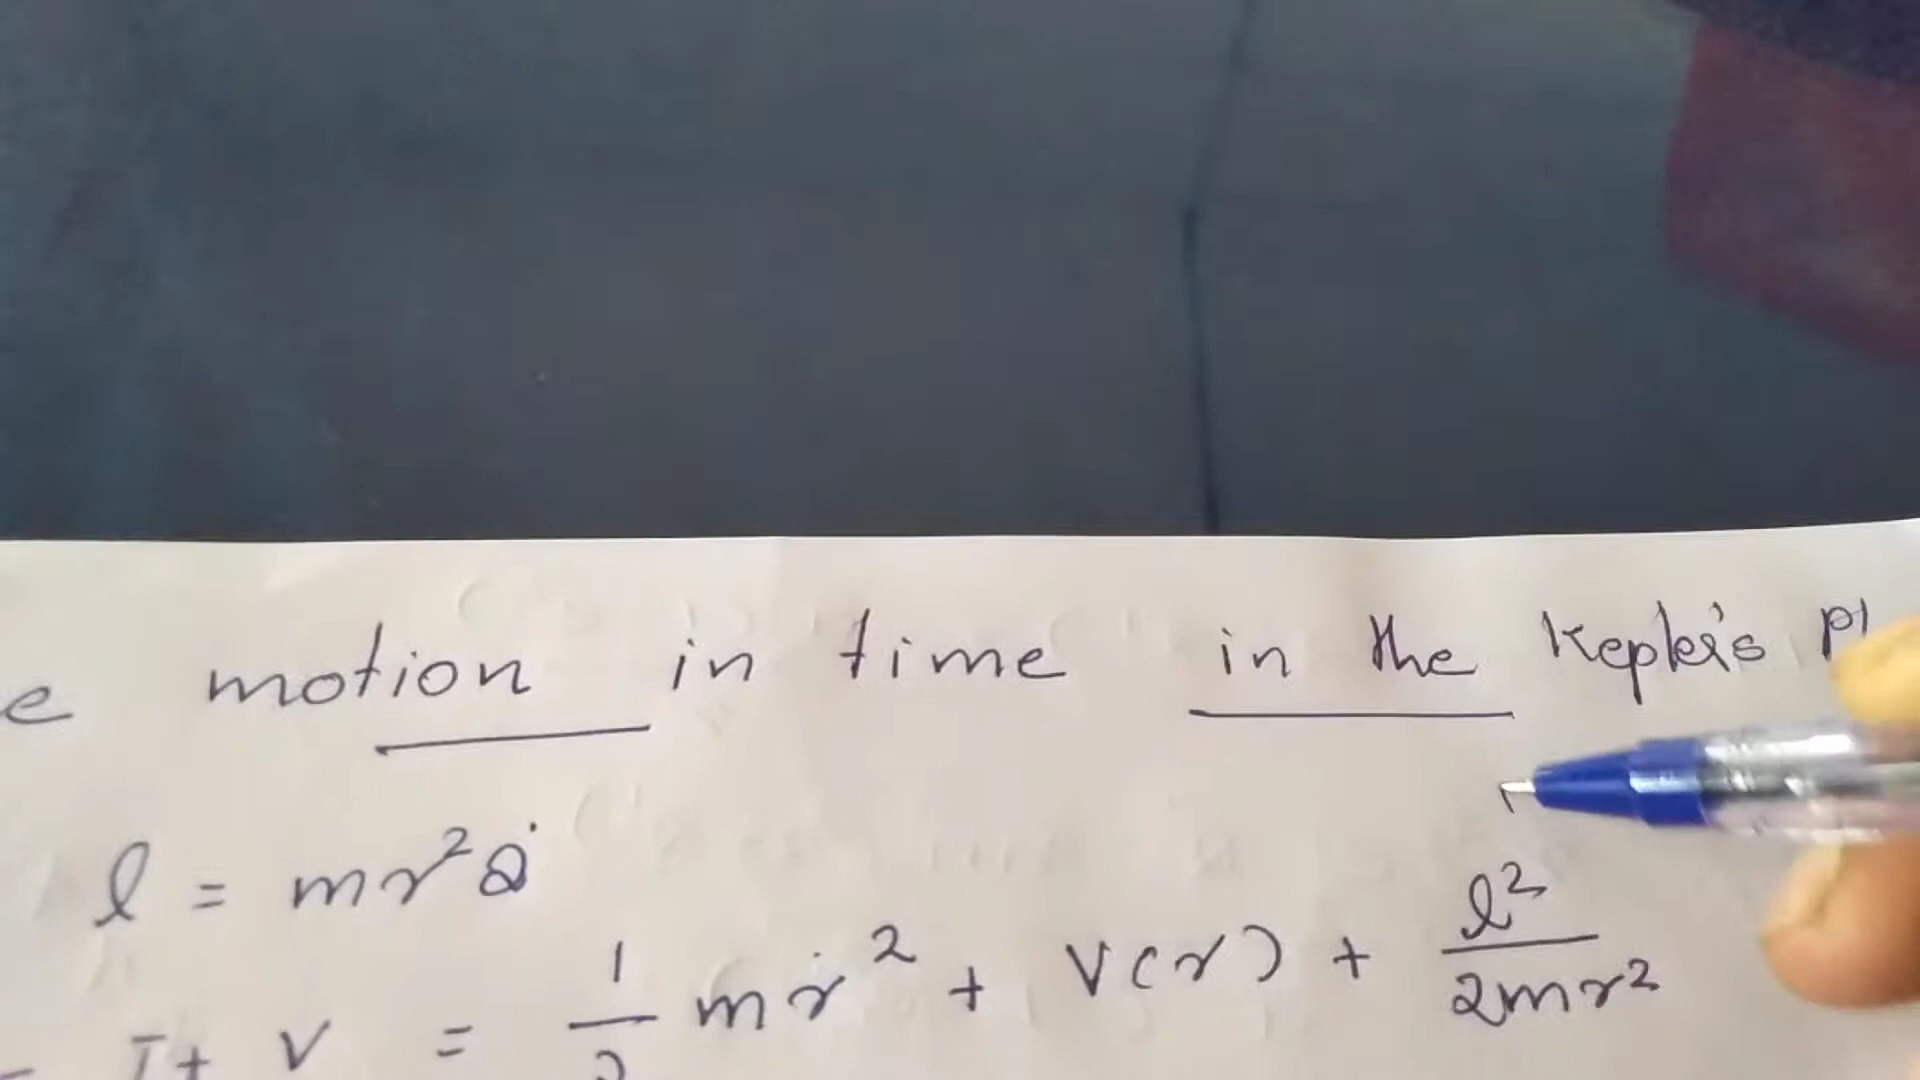 motion in time in the Kepler's
l = mr²θ̇
T + V = 1/2 mṙ² + V(r) + l²/2mr²